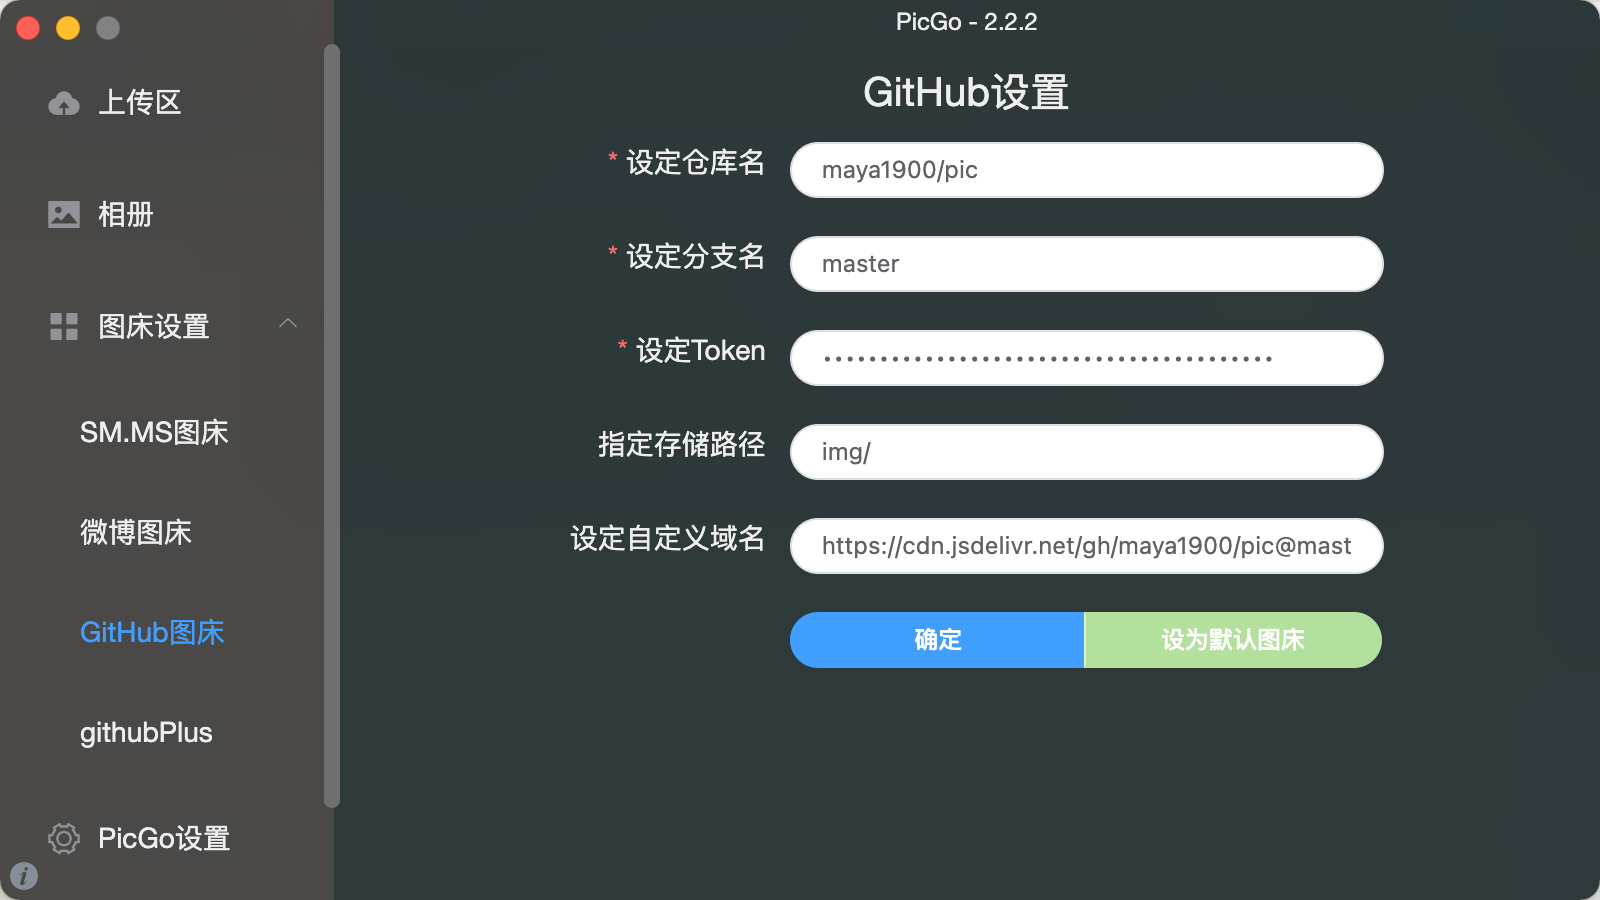 PicGo - 2.2.2
上传区
相册
图床设置
SM.MS图床
微博图床
GitHub图床
githubPlus
PicGo设置
GitHub设置
* 设定仓库名 maya1900/pic
* 设定分支名 master
* 设定Token ••••••••••••••••••••••••••••••••••••••••
指定存储路径 img/
设定自定义域名 https://cdn.jsdelivr.net/gh/maya1900/pic@mast
确定 设为默认图床